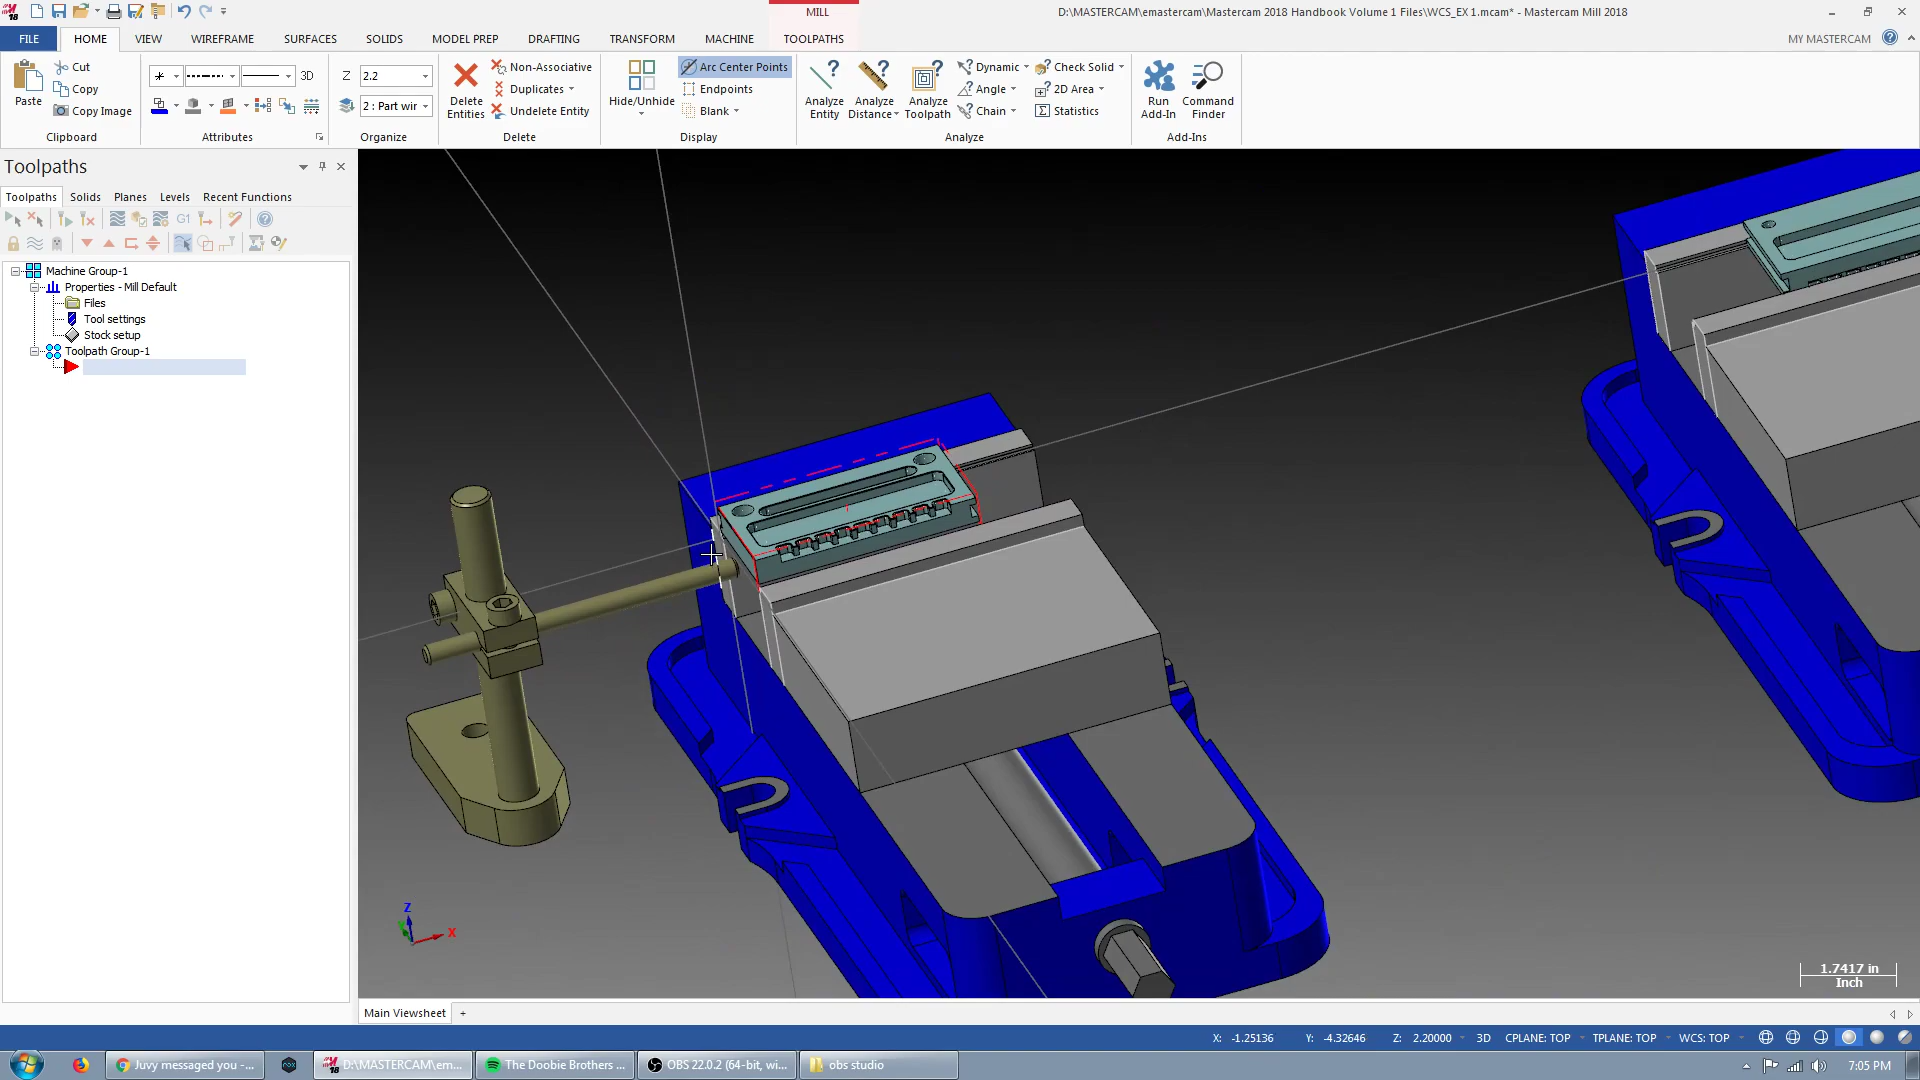 MILL
D:\MASTERCAM\emastercam\Mastercam 2018 Handbook Volume 1 Files\WCS_EX 1.mcam* - Mastercam Mill 2018
FILE HOME VIEW WIREFRAME SURFACES SOLIDS MODEL PREP DRAFTING TRANSFORM MACHINE TOOLPATHS MY MASTERCAM
Cut 3D Z 2.2 Non-Associative Arc Center Points Dynamic Check Solid
Paste Copy Delete Entities Duplicates Hide/Unhide Endpoints Analyze Entity Analyze Distance Analyze Toolpath Angle 2D Area Run Add-In Command Finder
Copy Image 2 : Part wir Undelete Entity Blank Chain Statistics
Clipboard Attributes Organize Delete Display Analyze Add-Ins
Toolpaths
Toolpaths Solids Planes Levels Recent Functions
G1
Machine Group-1
Properties - Mill Default
Files
Tool settings
Stock setup
Toolpath Group-1
Z
Y
X
1.7417 in
Inch
Main Viewsheet +
X: -1.25136 Y: -4.32646 Z: 2.20000 3D CPLANE: TOP TPLANE: TOP WCS: TOP
Juvy messaged you -... D:\MASTERCAM\em... The Doobie Brothers ... OBS 22.0.2 (64-bit, wi... obs studio 7:05 PM